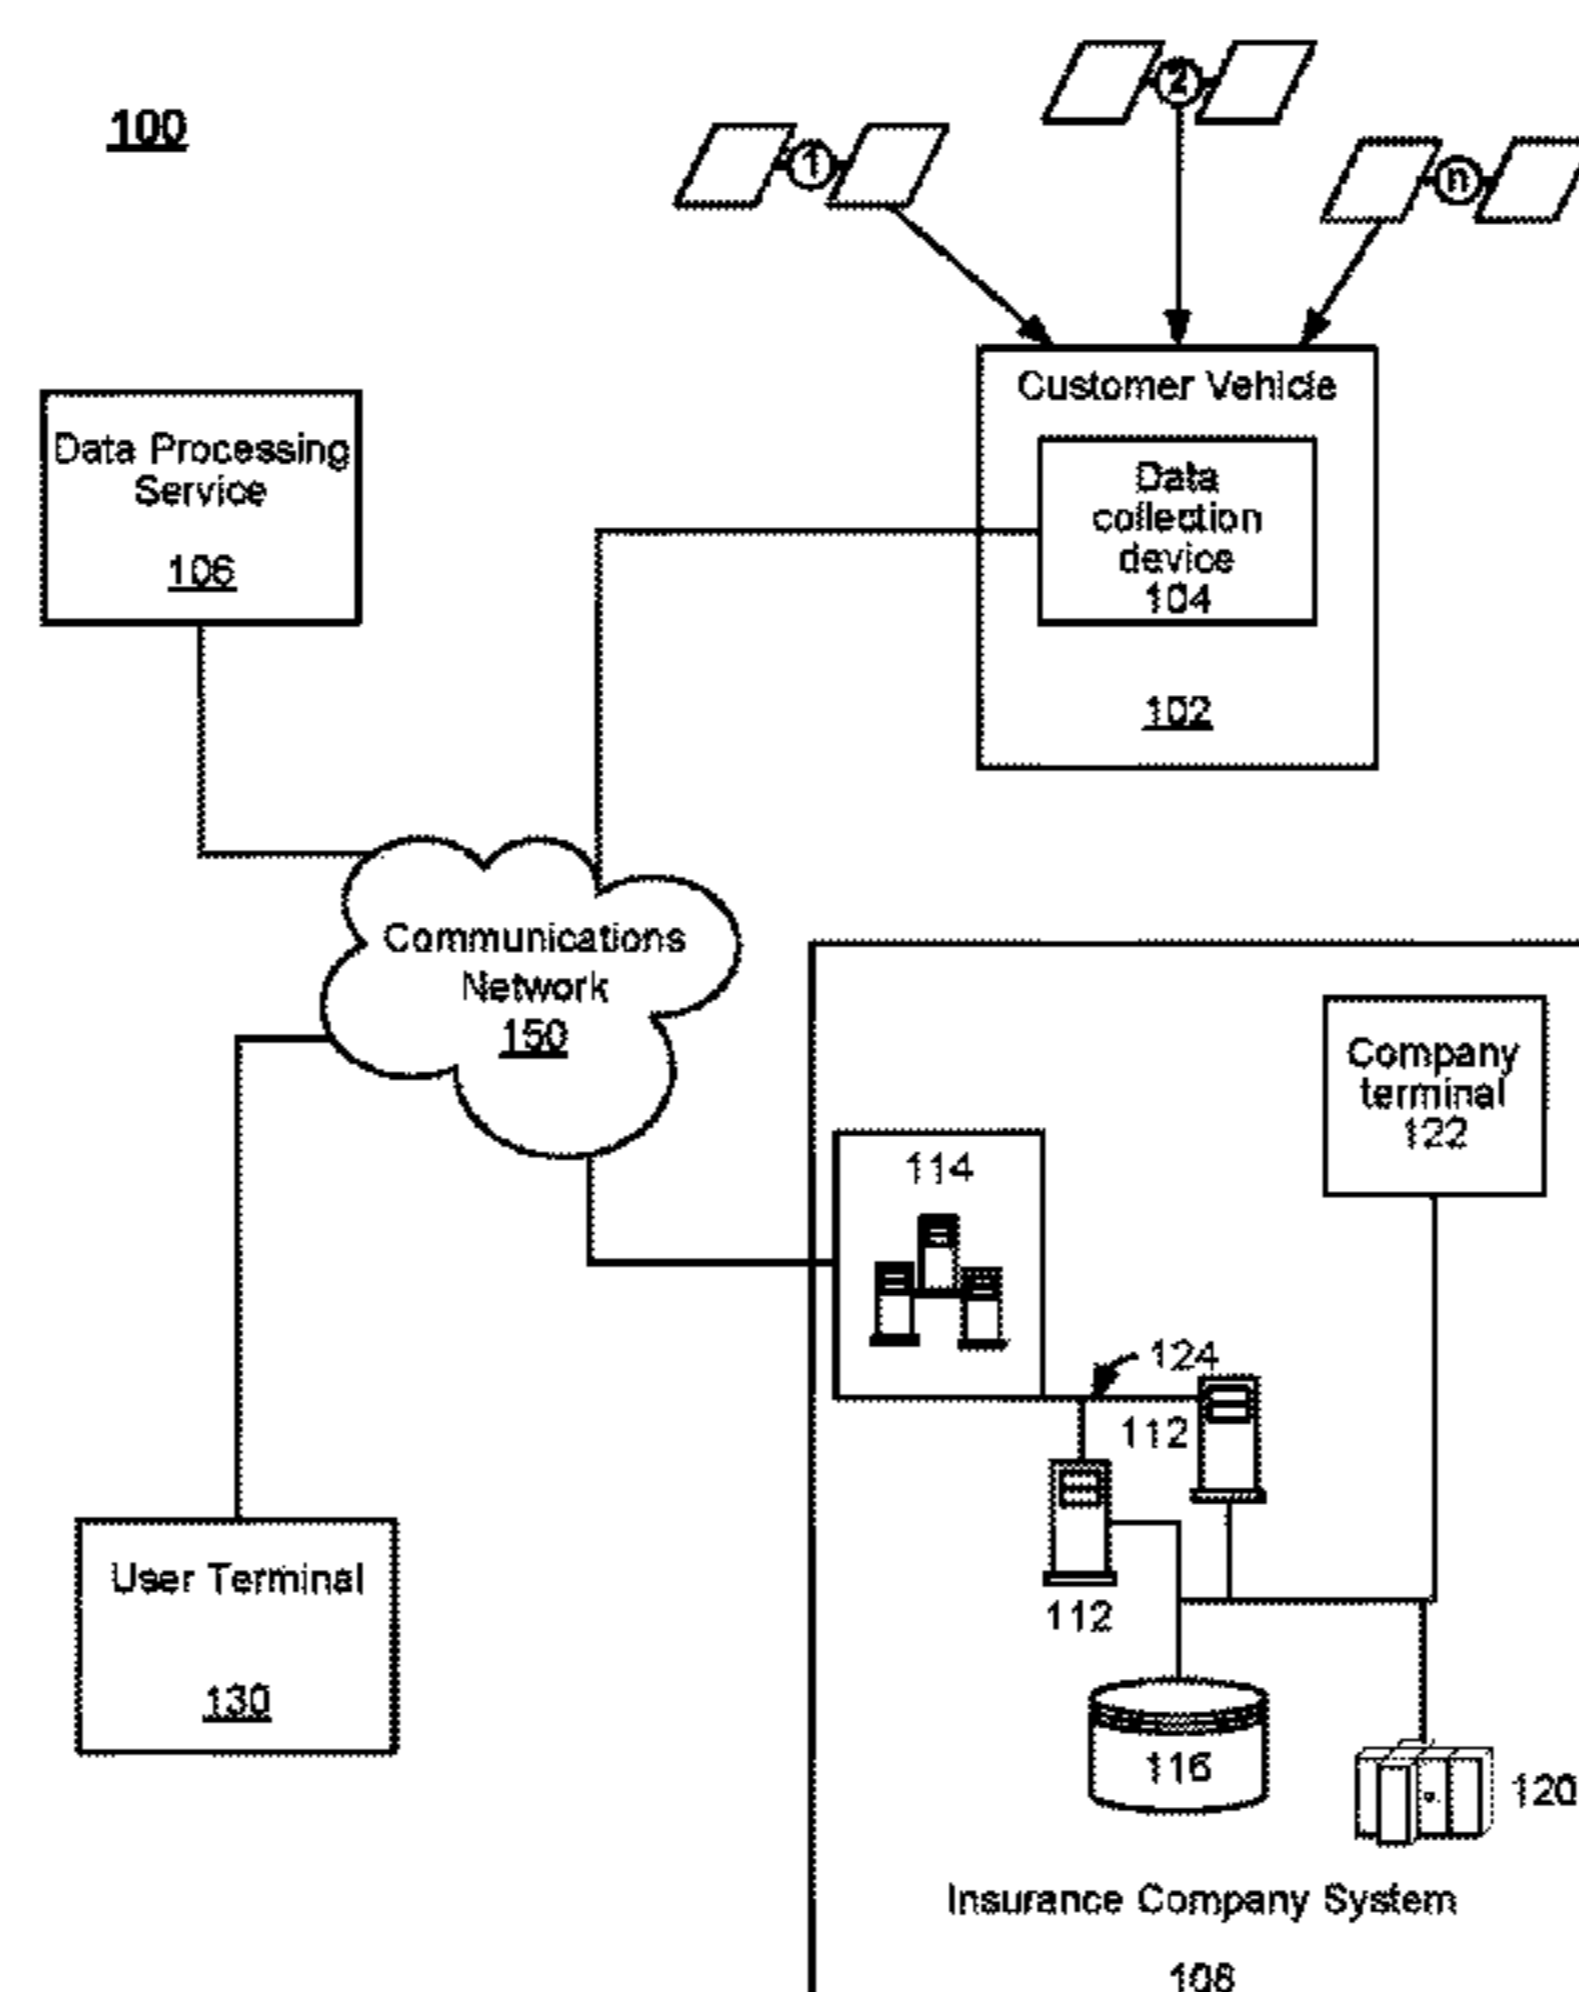 100
1
2
n
Customer Vehicle
Data
collection
device
104
102
Data Processing
Service
106
Communications
Network
150
Company
terminal
122
114
124
112
112
116
120
User Terminal
130
Insurance Company System
108